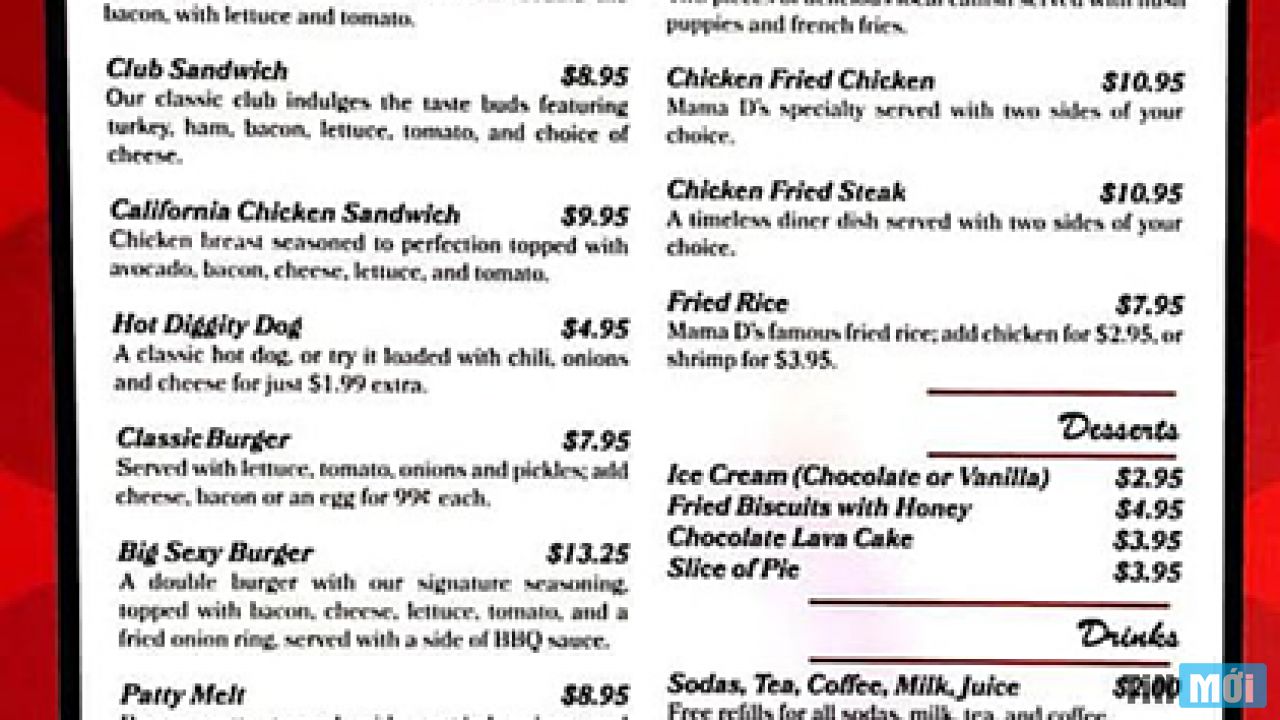 bacon, with lettuce and tomato.
Club Sandwich $8.95
Our classic club indulges the taste buds featuring
turkey, ham, bacon, lettuce, tomato, and choice of
cheese.
California Chicken Sandwich $9.95
Chicken breast seasoned to perfection topped with
avocado, bacon, cheese, lettuce, and tomato.
Hot Diggity Dog $4.95
A classic hot dog, or try it loaded with chili, onions
and cheese for just $1.99 extra.
Classic Burger $7.95
Served with lettuce, tomato, onions and pickles; add
cheese, bacon or an egg for 99¢ each.
Big Sexy Burger $13.25
A double burger with our signature seasoning,
topped with bacon, cheese, lettuce, tomato, and a
fried onion ring, served with a side of BBQ sauce.
Patty Melt $8.95
puppies and french fries.
Chicken Fried Chicken $10.95
Mama D's specialty served with two sides of your
choice.
Chicken Fried Steak $10.95
A timeless diner dish served with two sides of your
choice.
Fried Rice $7.95
Mama D's famous fried rice; add chicken for $2.95, or
shrimp for $3.95.
Desserts
Ice Cream (Chocolate or Vanilla) $2.95
Fried Biscuits with Honey $4.95
Chocolate Lava Cake $3.95
Slice of Pie $3.95
Drinks
Sodas, Tea, Coffee, Milk, Juice
Free refills for all sodas, milk, tea, and coffee
MỚI